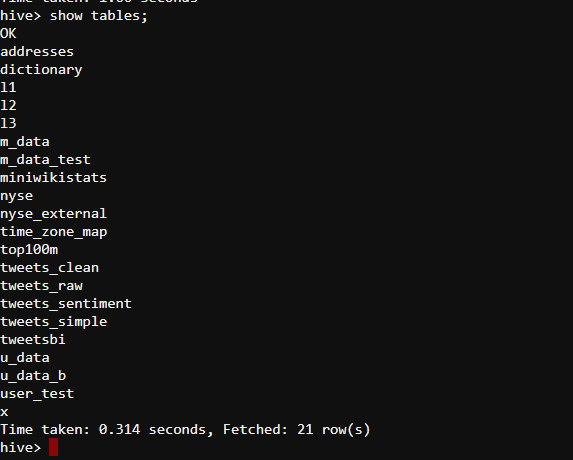 hive> show tables;
OK
addresses
dictionary
l1
l2
l3
m_data
m_data_test
miniwikistats
nyse
nyse_external
time_zone_map
top100m
tweets_clean
tweets_raw
tweets_sentiment
tweets_simple
tweetsbi
u_data
u_data_b
user_test
x
Time taken: 0.314 seconds, Fetched: 21 row(s)
hive>